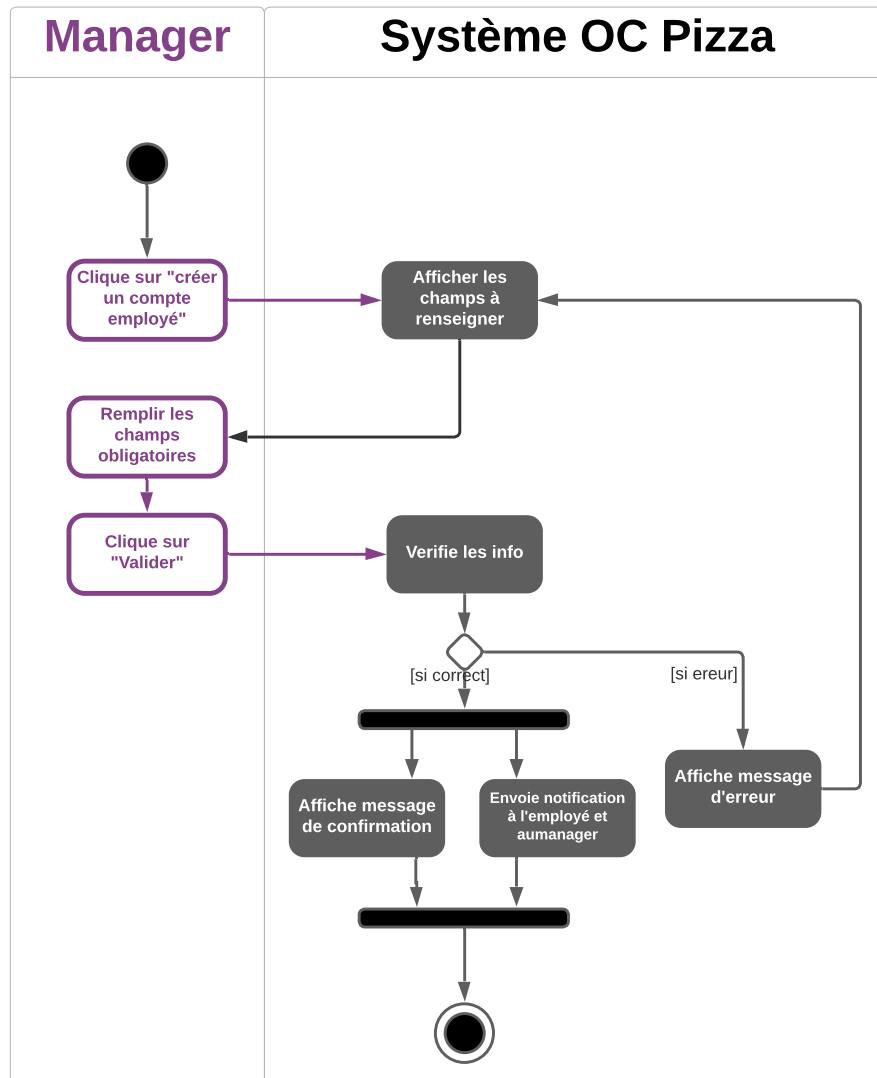 Manager
Système OC Pizza
Clique sur "créer
un compte
employé"
Afficher les
champs à
renseigner
Remplir les
champs
obligatoires
Clique sur
"Valider"
Verifie les info
[si correct]
[si ereur]
Affiche message
d'erreur
Affiche message
de confirmation
Envoie notification
à l'employé et
aumanager